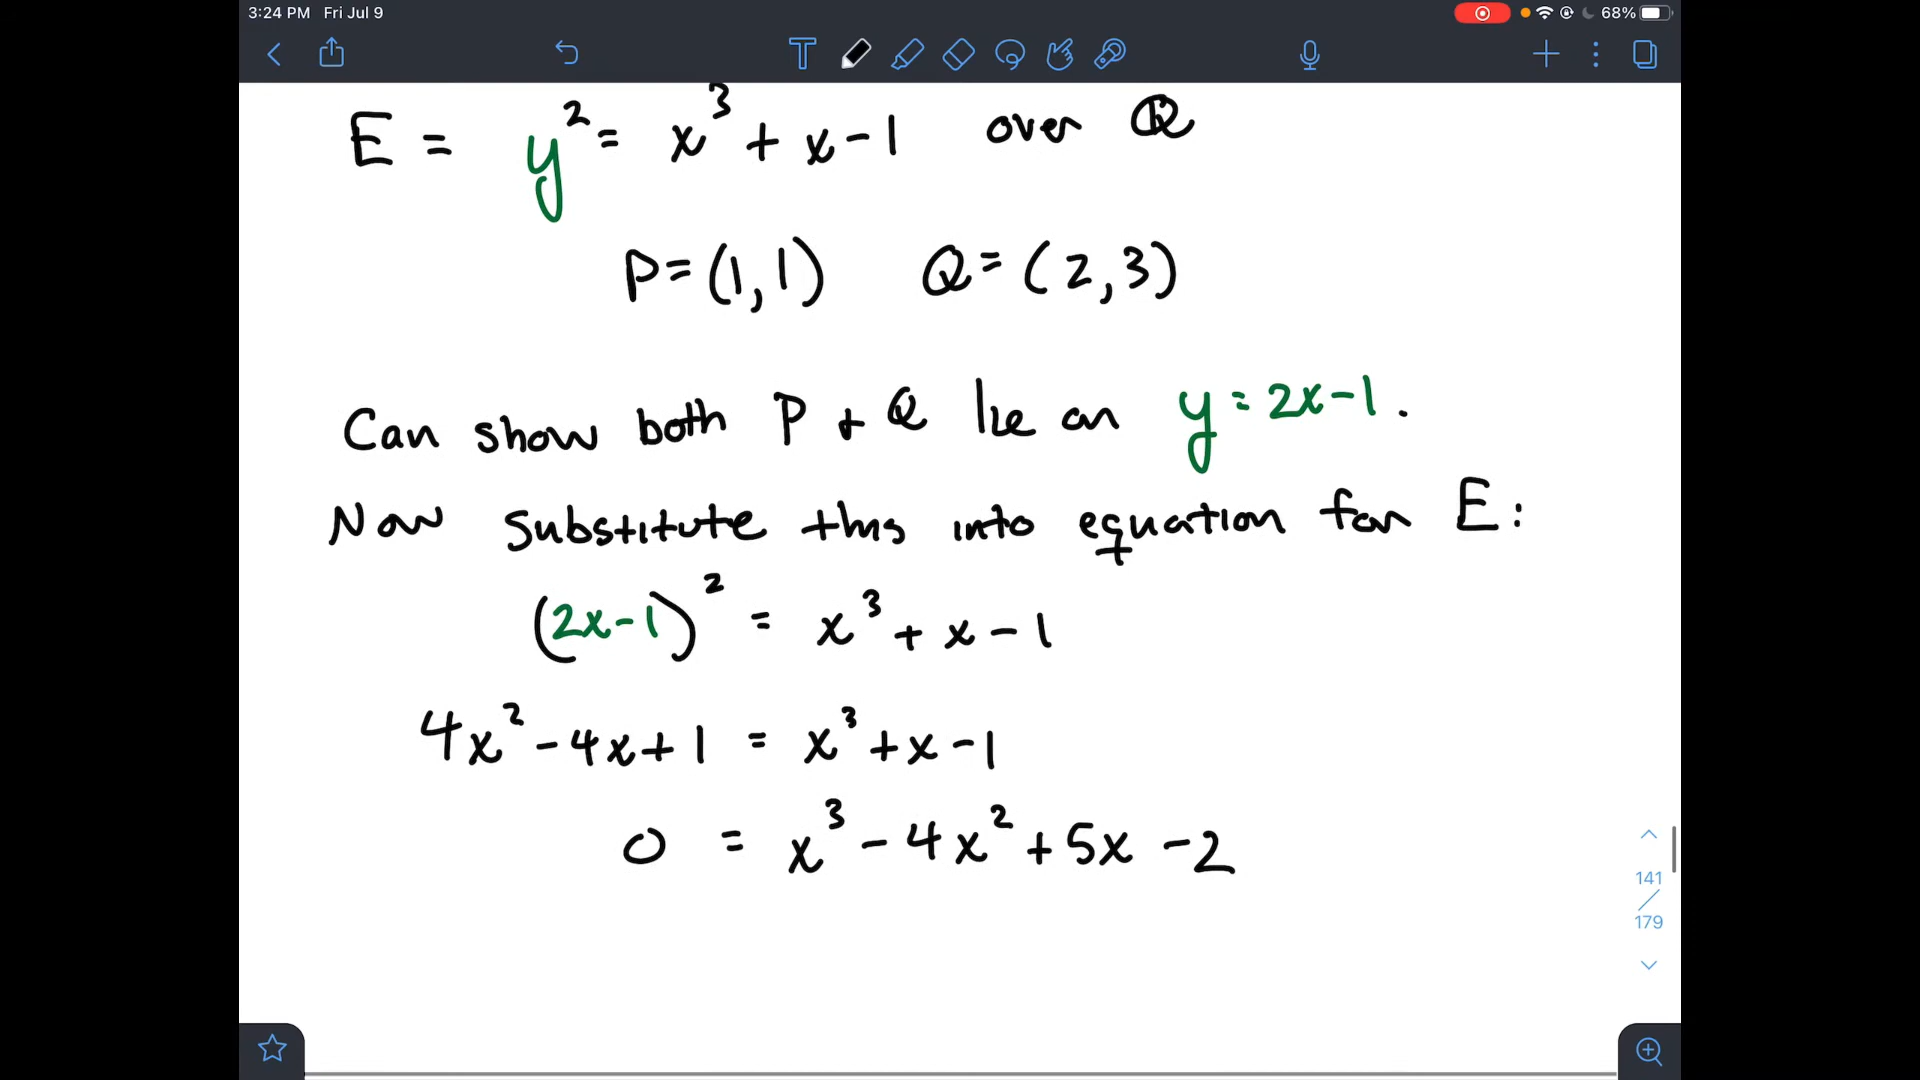 3:24 PM Fri Jul 9 68%
E = y² = x³ + x - 1 over Q
P = (1,1) Q = (2,3)
Can show both P + Q lie on y = 2x - 1.
Now substitute this into equation for E:
(2x-1)² = x³ + x - 1
4x² - 4x + 1 = x³ + x - 1
0 = x³ - 4x² + 5x - 2
141
/
179